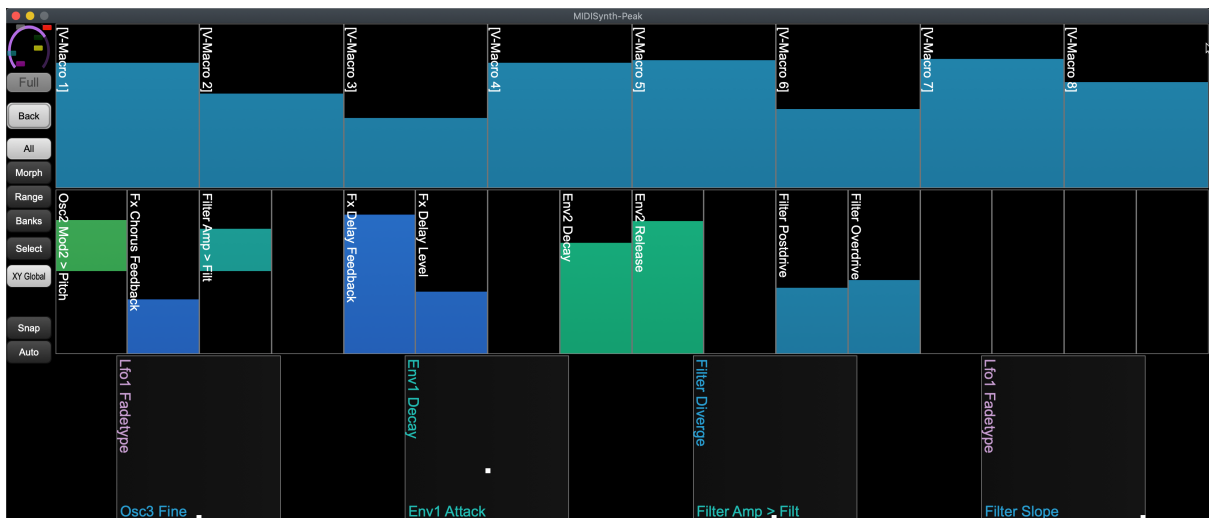 MIDISynth-Peak
Full
Back
All
Morph
Range
Banks
Select
XY Global
Snap
Auto
[V-Macro 1]
[V-Macro 2]
[V-Macro 3]
[V-Macro 4]
[V-Macro 5]
[V-Macro 6]
[V-Macro 7]
[V-Macro 8]
Osc2 Mod2 > Pitch
Fx Chorus Feedback
Filter Amp > Filt
Fx Delay Feedback
Fx Delay Level
Env2 Decay
Env2 Release
Filter Postdrive
Filter Overdrive
Lfo1 Fadetype
Osc3 Fine
Env1 Decay
Env1 Attack
Filter Diverge
Filter Amp > Filt
Lfo1 Fadetype
Filter Slope